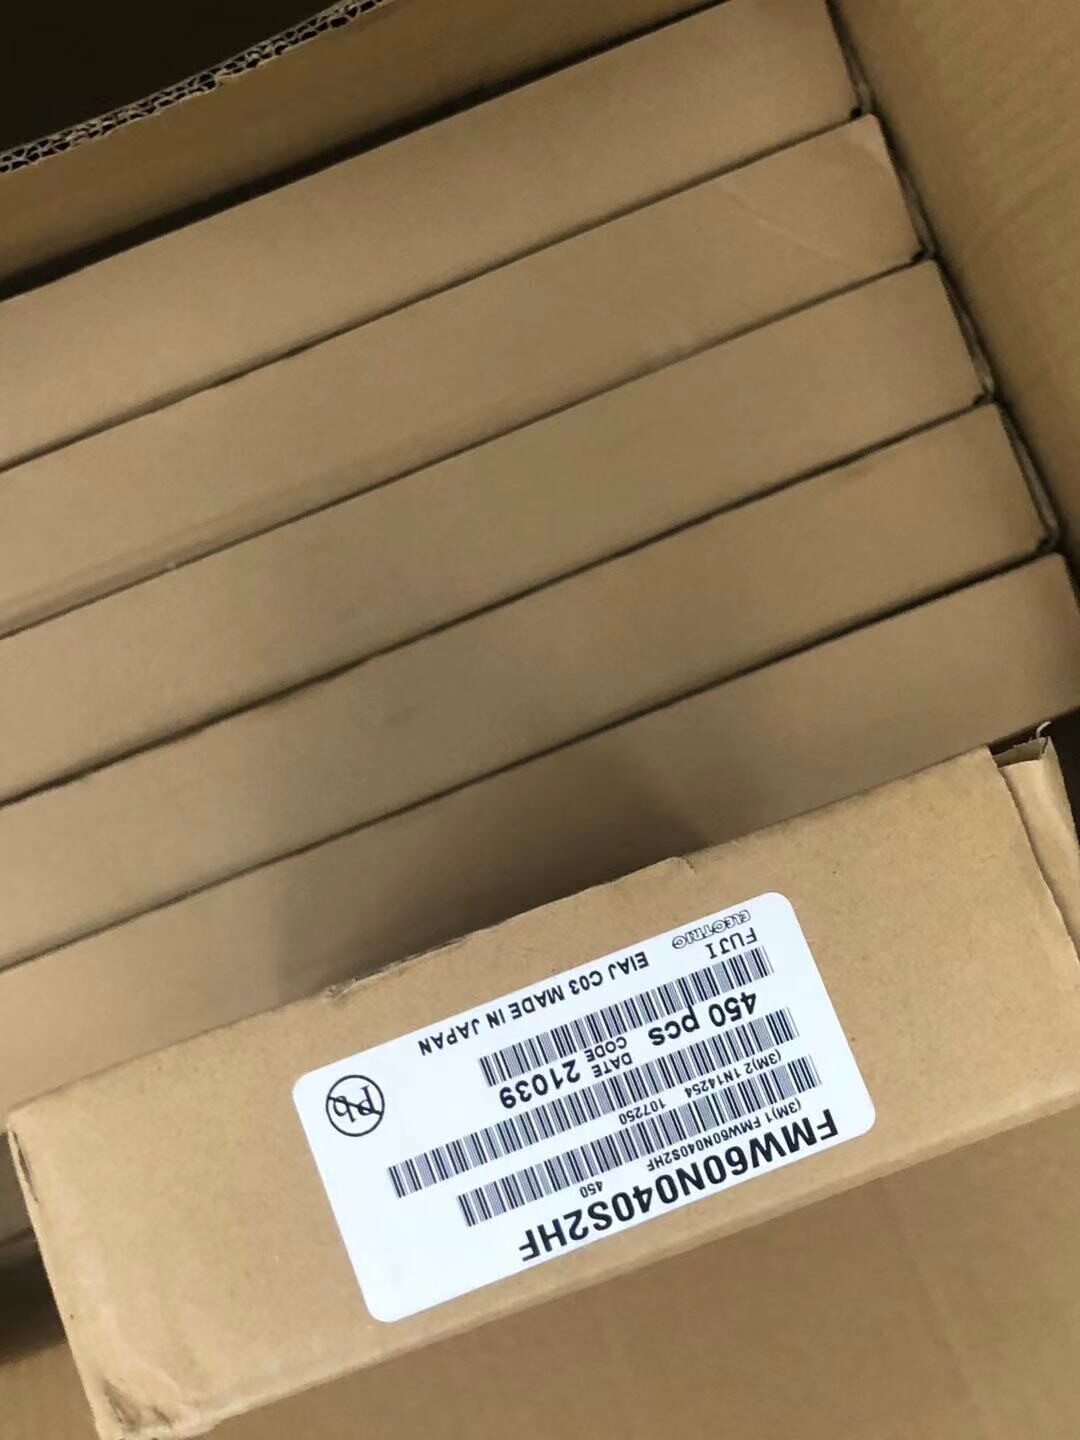 FMW60N040S2HF
(3M)1 FMW60N040S2HF 450
(3M)2 1N14254 107250
450 pcs DATE CODE 21039
FUJI ELECTRIC
EIAJ C03 MADE IN JAPAN
Pb